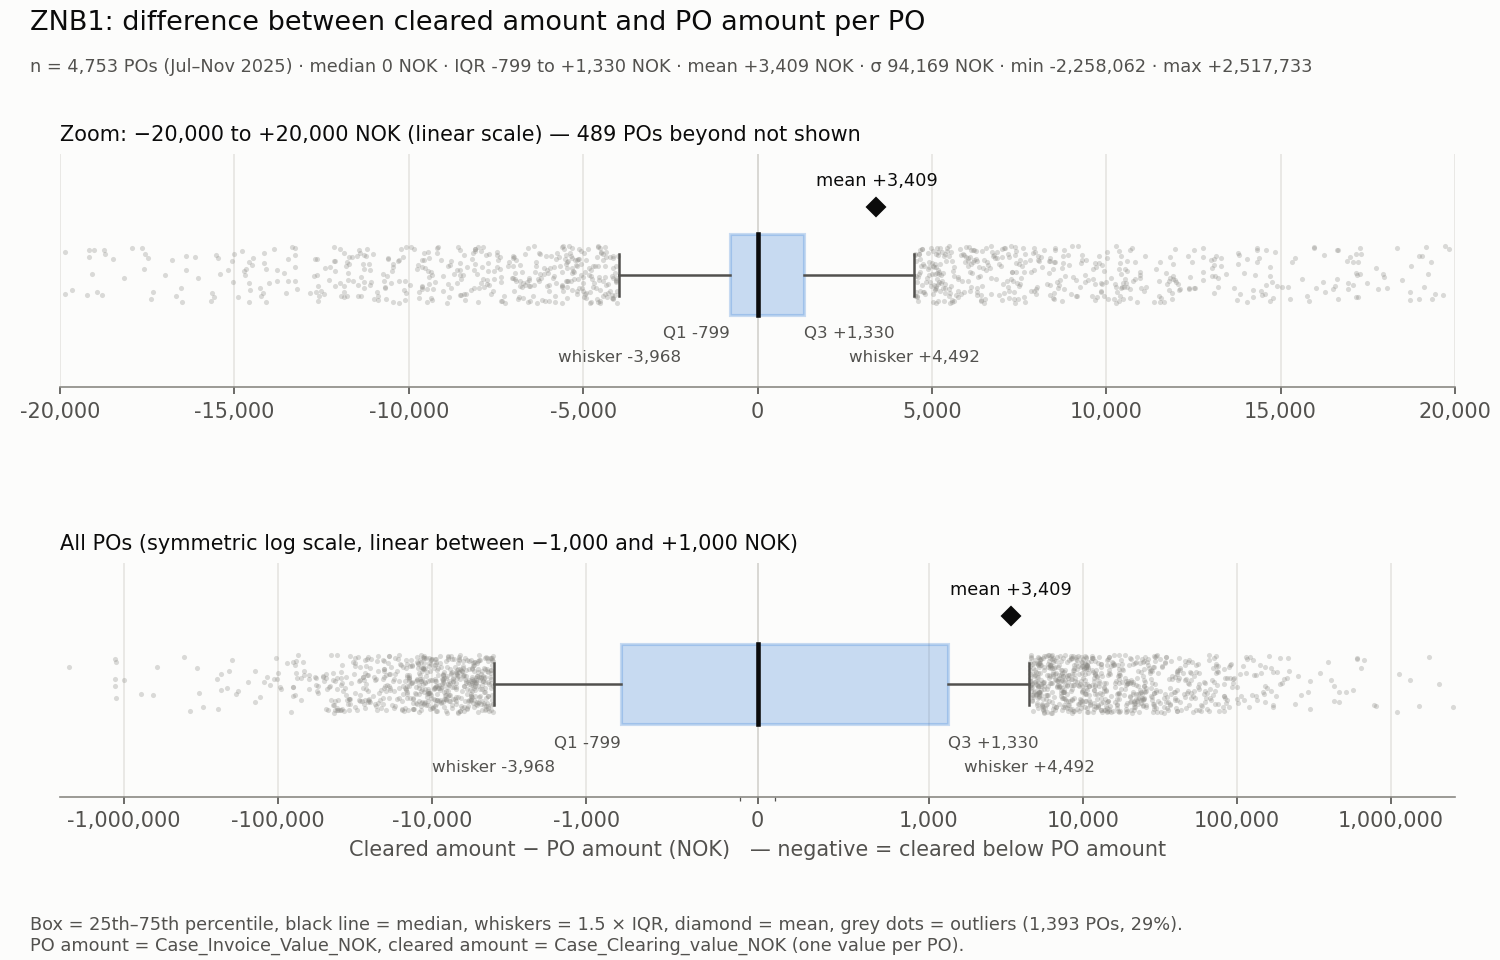 ZNB1: difference between cleared amount and PO amount per PO
n = 4,753 POs (Jul–Nov 2025) · median 0 NOK · IQR -799 to +1,330 NOK · mean +3,409 NOK · σ 94,169 NOK · min -2,258,062 · max +2,517,733
Zoom: −20,000 to +20,000 NOK (linear scale) — 489 POs beyond not shown
mean +3,409
Q1 -799
Q3 +1,330
whisker -3,968
whisker +4,492
-20,000
-15,000
-10,000
-5,000
0
5,000
10,000
15,000
20,000
All POs (symmetric log scale, linear between −1,000 and +1,000 NOK)
mean +3,409
Q1 -799
Q3 +1,330
whisker -3,968
whisker +4,492
-1,000,000
-100,000
-10,000
-1,000
0
1,000
10,000
100,000
1,000,000
Cleared amount − PO amount (NOK)   — negative = cleared below PO amount
Box = 25th–75th percentile, black line = median, whiskers = 1.5 × IQR, diamond = mean, grey dots = outliers (1,393 POs, 29%).
PO amount = Case_Invoice_Value_NOK, cleared amount = Case_Clearing_value_NOK (one value per PO).